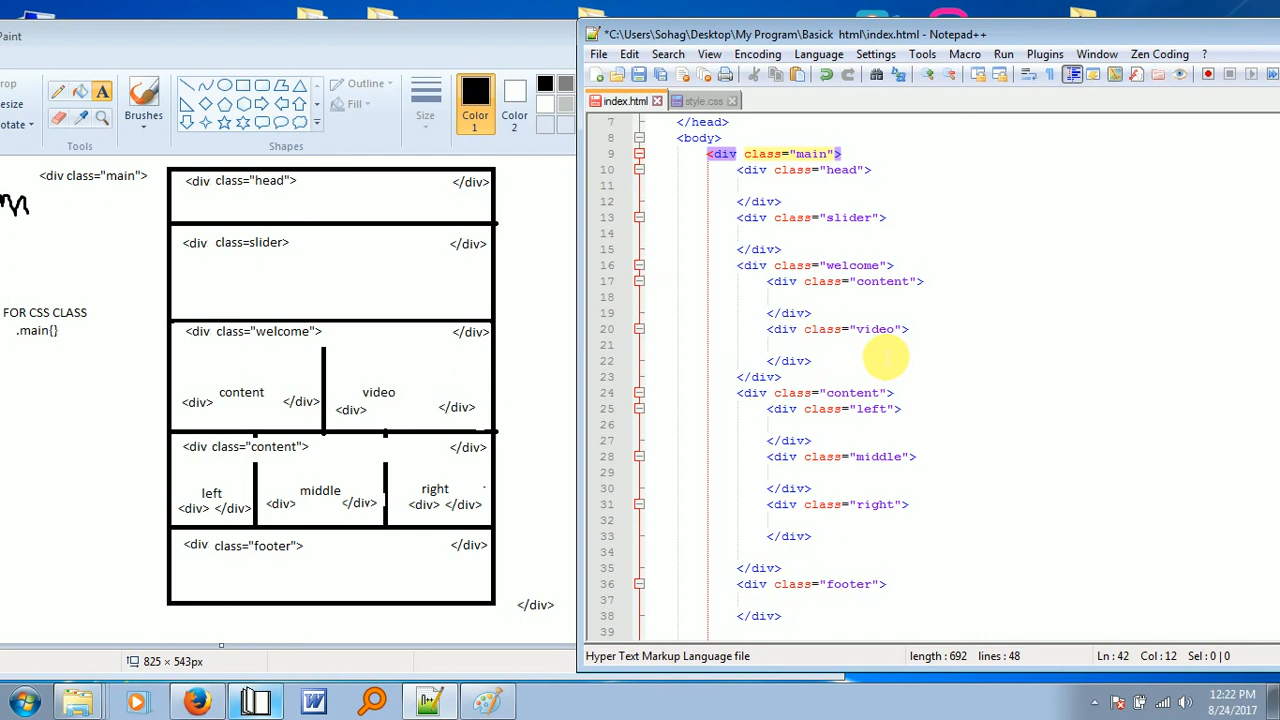 Paint
*C:\Users\Sohag\Desktop\My Program\Basick html\index.html - Notepad++
File Edit Search View Encoding Language Settings Tools Macro Run Plugins Window Zen Coding ?
index.html style.css
Outline
Fill
Brushes
Size
Color
1
Color
2
Tools
Shapes
<div class="main">
FOR CSS CLASS
.main{}
<div class="head"> </div>
<div class=slider> </div>
<div class="welcome"> </div>
content video
<div> </div> <div> </div>
<div class="content"> </div>
left middle right
<div> </div> <div> </div> <div> </div>
<div class="footer"> </div>
</div>
825 × 543px
7 </head>
8 <body>
9 <div class="main">
10 <div class="head">
11
12 </div>
13 <div class="slider">
14
15 </div>
16 <div class="welcome">
17 <div class="content">
18
19 </div>
20 <div class="video">
21
22 </div>
23 </div>
24 <div class="content">
25 <div class="left">
26
27 </div>
28 <div class="middle">
29
30 </div>
31 <div class="right">
32
33 </div>
34
35 </div>
36 <div class="footer">
37
38 </div>
39
Hyper Text Markup Language file length : 692 lines : 48 Ln : 42 Col : 12 Sel : 0 | 0
12:22 PM
8/24/2017